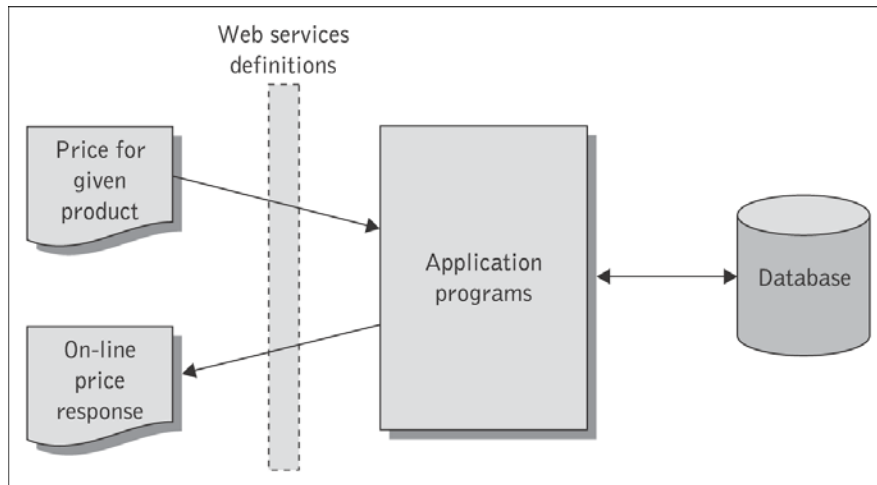 Web services
definitions
Price for
given
product
Application
programs
Database
On-line
price
response